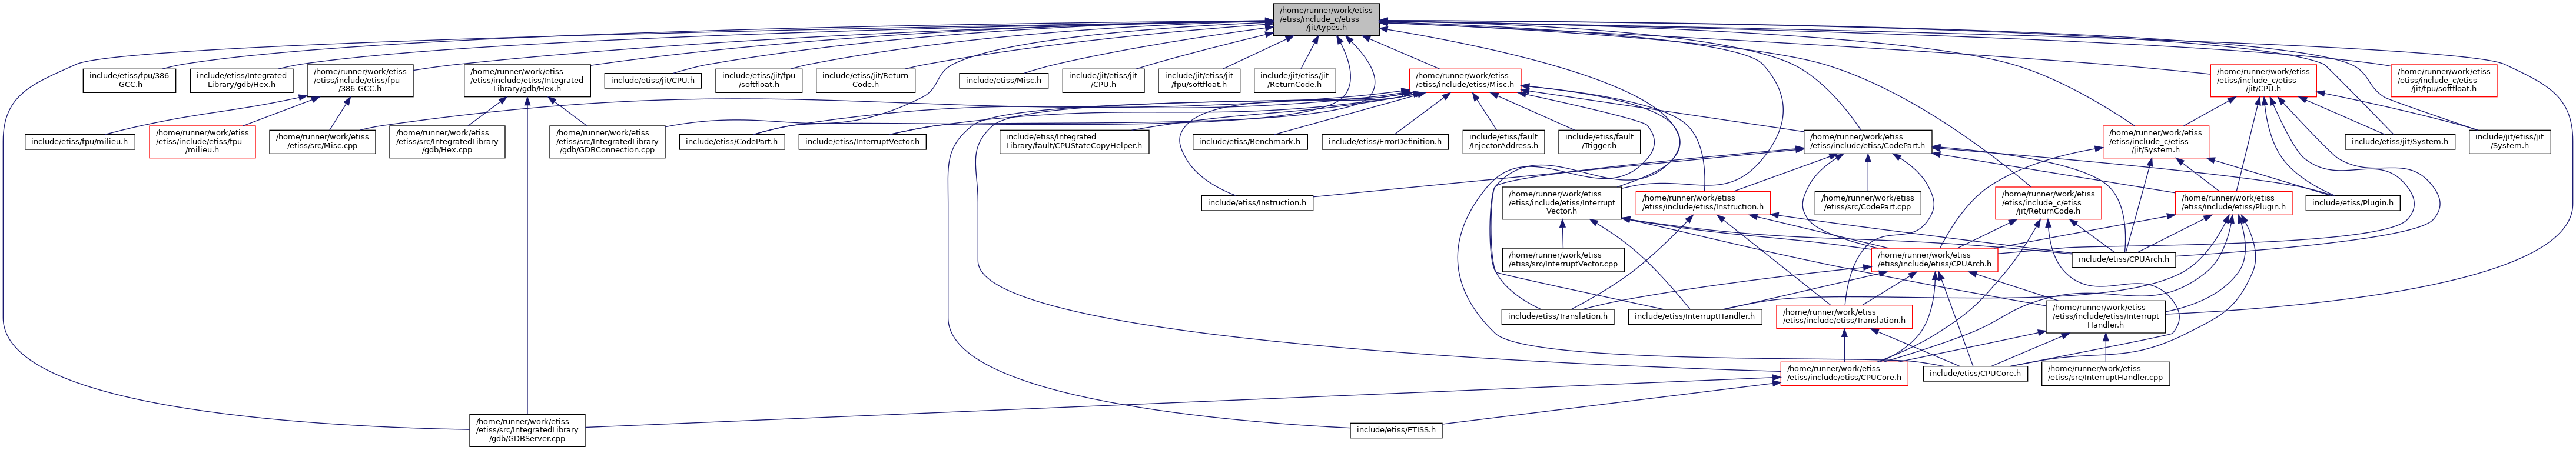 /home/runner/work/etiss
/etiss/include_c/etiss
/jit/types.h
include/etiss/fpu/386
-GCC.h
include/etiss/Integrated
Library/gdb/Hex.h
/home/runner/work/etiss
/etiss/include/etiss/fpu
/386-GCC.h
/home/runner/work/etiss
/etiss/include/etiss/Integrated
Library/gdb/Hex.h
include/etiss/jit/CPU.h
include/etiss/jit/fpu
/softfloat.h
include/etiss/jit/Return
Code.h
include/etiss/Misc.h
include/jit/etiss/jit
/CPU.h
include/jit/etiss/jit
/fpu/softfloat.h
include/jit/etiss/jit
/ReturnCode.h
/home/runner/work/etiss
/etiss/include/etiss/Misc.h
/home/runner/work/etiss
/etiss/include_c/etiss
/jit/CPU.h
/home/runner/work/etiss
/etiss/include_c/etiss
/jit/fpu/softfloat.h
include/etiss/fpu/milieu.h
/home/runner/work/etiss
/etiss/include/etiss/fpu
/milieu.h
/home/runner/work/etiss
/etiss/src/Misc.cpp
/home/runner/work/etiss
/etiss/src/IntegratedLibrary
/gdb/Hex.cpp
/home/runner/work/etiss
/etiss/src/IntegratedLibrary
/gdb/GDBConnection.cpp
include/etiss/CodePart.h
include/etiss/InterruptVector.h
include/etiss/Integrated
Library/fault/CPUStateCopyHelper.h
include/etiss/Benchmark.h
include/etiss/ErrorDefinition.h
include/etiss/fault
/InjectorAddress.h
include/etiss/fault
/Trigger.h
/home/runner/work/etiss
/etiss/include/etiss/CodePart.h
/home/runner/work/etiss
/etiss/include_c/etiss
/jit/System.h
include/etiss/jit/System.h
include/jit/etiss/jit
/System.h
include/etiss/Instruction.h
/home/runner/work/etiss
/etiss/include/etiss/Interrupt
Vector.h
/home/runner/work/etiss
/etiss/include/etiss/Instruction.h
/home/runner/work/etiss
/etiss/src/CodePart.cpp
/home/runner/work/etiss
/etiss/include_c/etiss
/jit/ReturnCode.h
/home/runner/work/etiss
/etiss/include/etiss/Plugin.h
include/etiss/Plugin.h
/home/runner/work/etiss
/etiss/src/InterruptVector.cpp
/home/runner/work/etiss
/etiss/include/etiss/CPUArch.h
include/etiss/CPUArch.h
include/etiss/Translation.h
include/etiss/InterruptHandler.h
/home/runner/work/etiss
/etiss/include/etiss/Translation.h
/home/runner/work/etiss
/etiss/include/etiss/Interrupt
Handler.h
/home/runner/work/etiss
/etiss/include/etiss/CPUCore.h
include/etiss/CPUCore.h
/home/runner/work/etiss
/etiss/src/InterruptHandler.cpp
/home/runner/work/etiss
/etiss/src/IntegratedLibrary
/gdb/GDBServer.cpp
include/etiss/ETISS.h